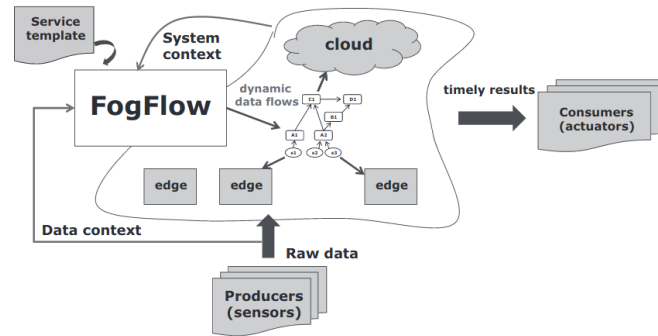 Service
template
System
context
cloud
FogFlow
dynamic
data flows
C1
D1
B1
A1
A2
s1
s2
s3
timely results
Consumers
(actuators)
edge
edge
edge
Data context
Raw data
Producers
(sensors)